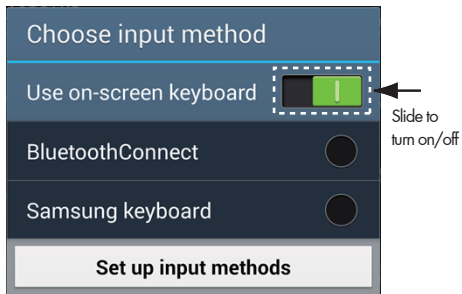 Choose input method
Use on-screen keyboard
Slide to
turn on/off
BluetoothConnect
Samsung keyboard
Set up input methods